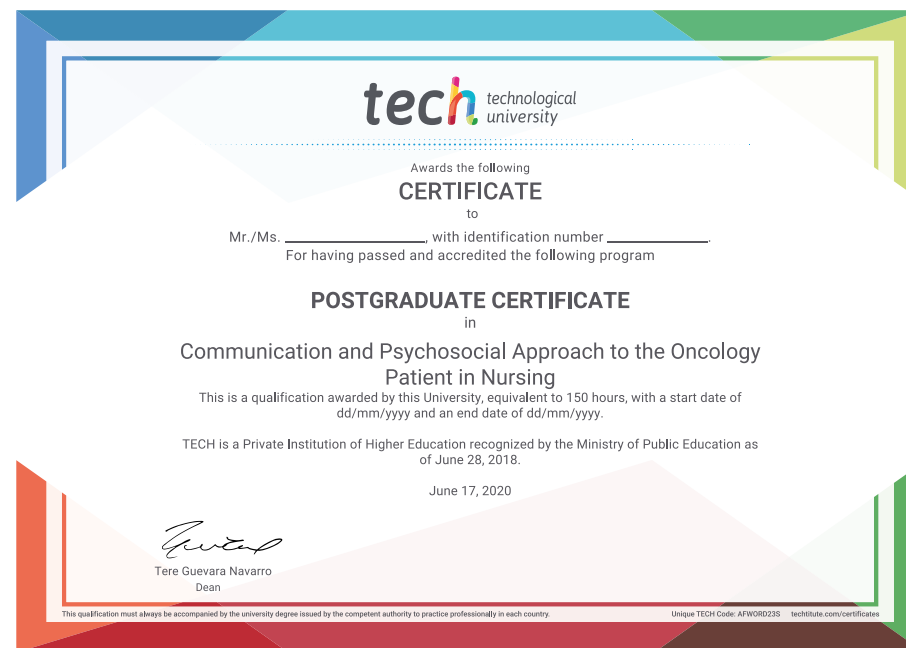 tech technological
university
Awards the following
CERTIFICATE
to
Mr./Ms. ____________________, with identification number ______________.
For having passed and accredited the following program
POSTGRADUATE CERTIFICATE
in
Communication and Psychosocial Approach to the Oncology
Patient in Nursing
This is a qualification awarded by this University, equivalent to 150 hours, with a start date of
dd/mm/yyyy and an end date of dd/mm/yyyy.
TECH is a Private Institution of Higher Education recognized by the Ministry of Public Education as
of June 28, 2018.
June 17, 2020
Tere Guevara Navarro
Dean
This qualification must always be accompanied by the university degree issued by the competent authority to practice professionally in each country. Unique TECH Code: AFWORD23S techtitute.com/certificates